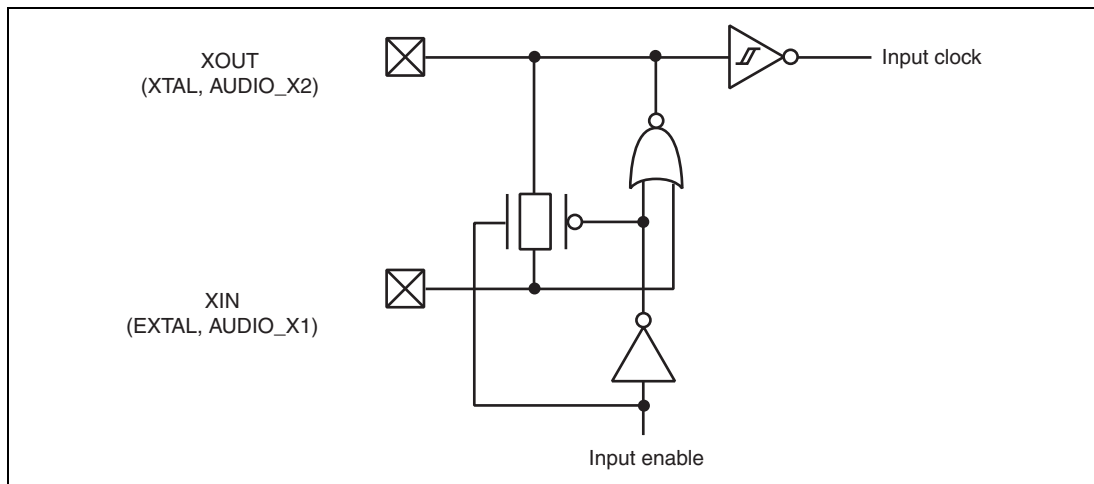 XOUT
(XTAL, AUDIO_X2)
Input clock
XIN
(EXTAL, AUDIO_X1)
Input enable